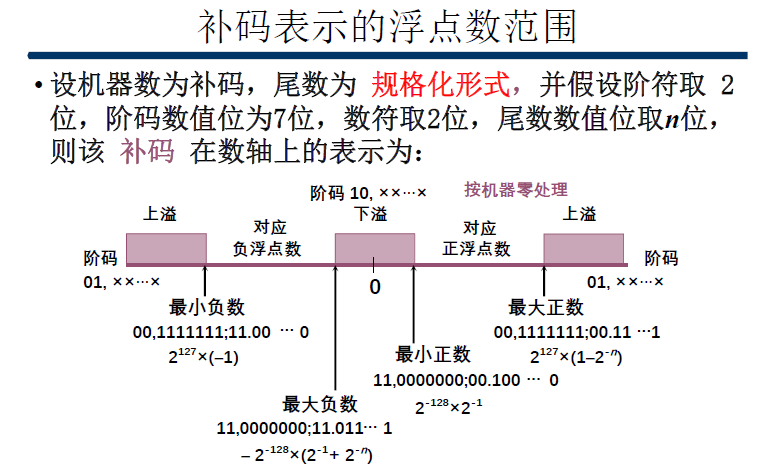 补码表示的浮点数范围
• 设机器数为补码，尾数为 规格化形式，并假设阶符取 2
位，阶码数值位为7位，数符取2位，尾数数值位取n位，
则该 补码 在数轴上的表示为：
阶码 10, ××···× 按机器零处理
上溢 对应 下溢 对应 上溢
负浮点数 正浮点数
阶码 阶码
01, ××···× 0 01, ××···×
最小负数 最大正数
00,1111111;11.00 ··· 0 00,1111111;00.11 ···1
2¹²⁷×(–1) 最小正数 2¹²⁷×(1–2⁻ⁿ)
11,0000000;00.100 ··· 0
最大负数 2⁻¹²⁸×2⁻¹
11,0000000;11.011··· 1
– 2⁻¹²⁸×(2⁻¹+ 2⁻ⁿ)